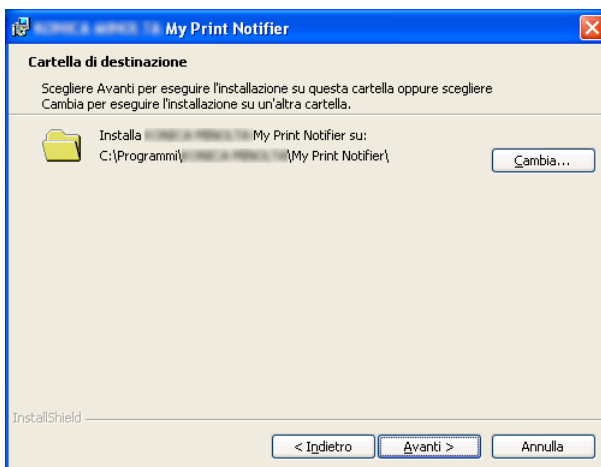 My Print Notifier
Cartella di destinazione
Scegliere Avanti per eseguire l'installazione su questa cartella oppure scegliere
Cambia per eseguire l'installazione su un'altra cartella.
Installa My Print Notifier su:
C:\Programmi\ \My Print Notifier\
Cambia...
InstallShield
< Indietro
Avanti >
Annulla